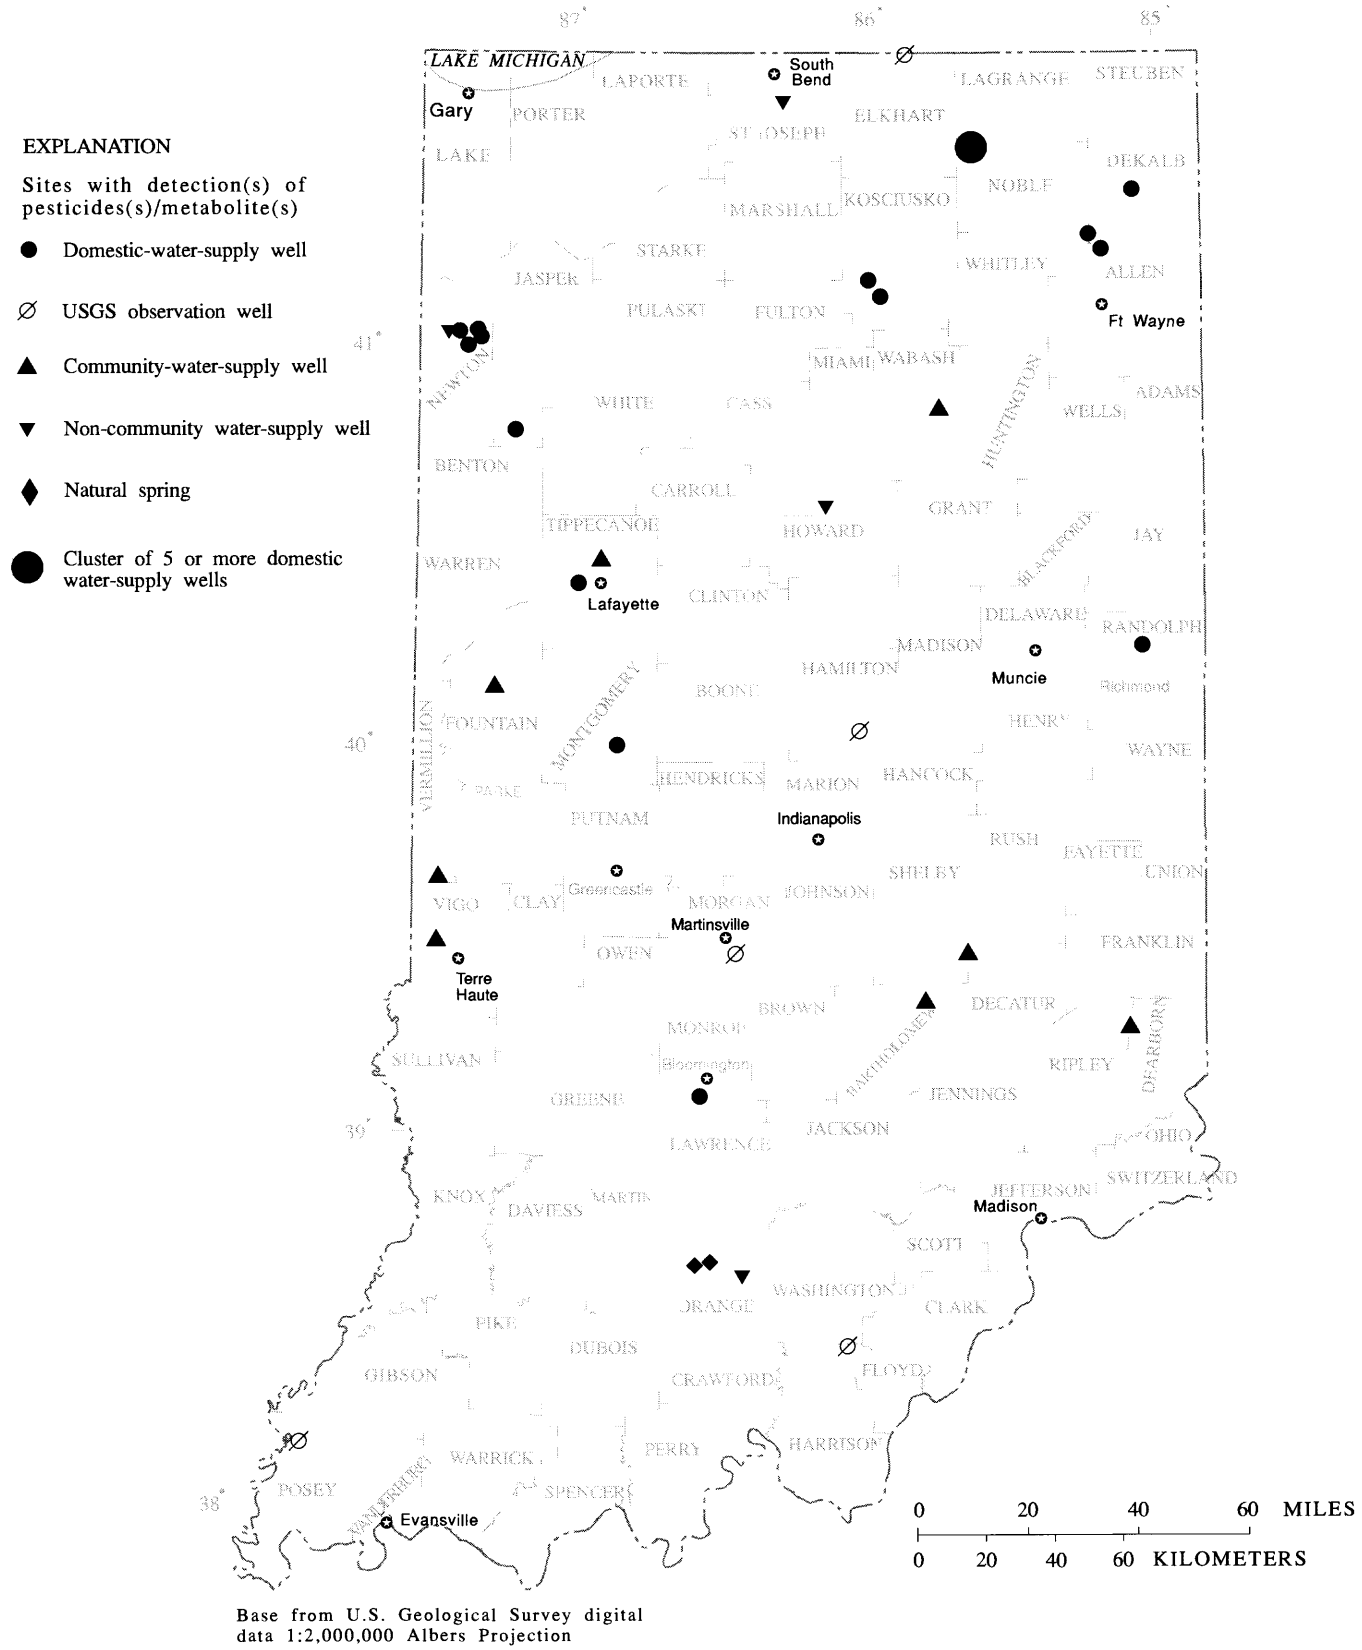 87°
86°
85°
LAKE MICHIGAN
South
Bend
LAPORTE
LAGRANGE
STEUBEN
Gary
PORTER
ELKHART
ST JOSEPH
EXPLANATION
LAKE
DEKALB
Sites with detection(s) of
pesticides(s)/metabolite(s)
NOBLE
KOSCIUSKO
MARSHALL
Domestic-water-supply well
STARKE
WHITLEY
ALLEN
JASPER
USGS observation well
PULASKI
FULTON
Ft Wayne
41°
Community-water-supply well
NEWTON
MIAMI
WABASH
HUNTINGTON
ADAMS
WHITE
CASS
WELLS
Non-community water-supply well
BENTON
Natural spring
CARROLL
GRANT
TIPPECANOE
HOWARD
BLACKFORD
JAY
Cluster of 5 or more domestic
water-supply wells
WARREN
CLINTON
Lafayette
DELAWARE
RANDOLPH
MADISON
HAMILTON
Muncie
Richmond
BOONE
MONTGOMERY
FOUNTAIN
HENRY
40°
VERMILLION
WAYNE
HENDRICKS
MARION
HANCOCK
PARKE
PUTNAM
Indianapolis
RUSH
FAYETTE
UNION
SHELBY
Greencastle
JOHNSON
VIGO
CLAY
MORGAN
Martinsville
OWEN
FRANKLIN
Terre
Haute
BROWN
DECATUR
MONROE
BARTHOLOMEW
DEARBORN
SULLIVAN
Bloomington
RIPLEY
GREENE
JENNINGS
39°
JACKSON
LAWRENCE
OHIO
SWITZERLAND
KNOX
MARTIN
JEFFERSON
DAVIESS
Madison
SCOTT
WASHINGTON
ORANGE
CLARK
PIKE
DUBOIS
GIBSON
CRAWFORD
FLOYD
WARRICK
PERRY
HARRISON
POSEY
VANDERBURG
SPENCER
38°
Evansville
0 20 40 60 MILES
0 20 40 60 KILOMETERS
Base from U.S. Geological Survey digital
data 1:2,000,000 Albers Projection